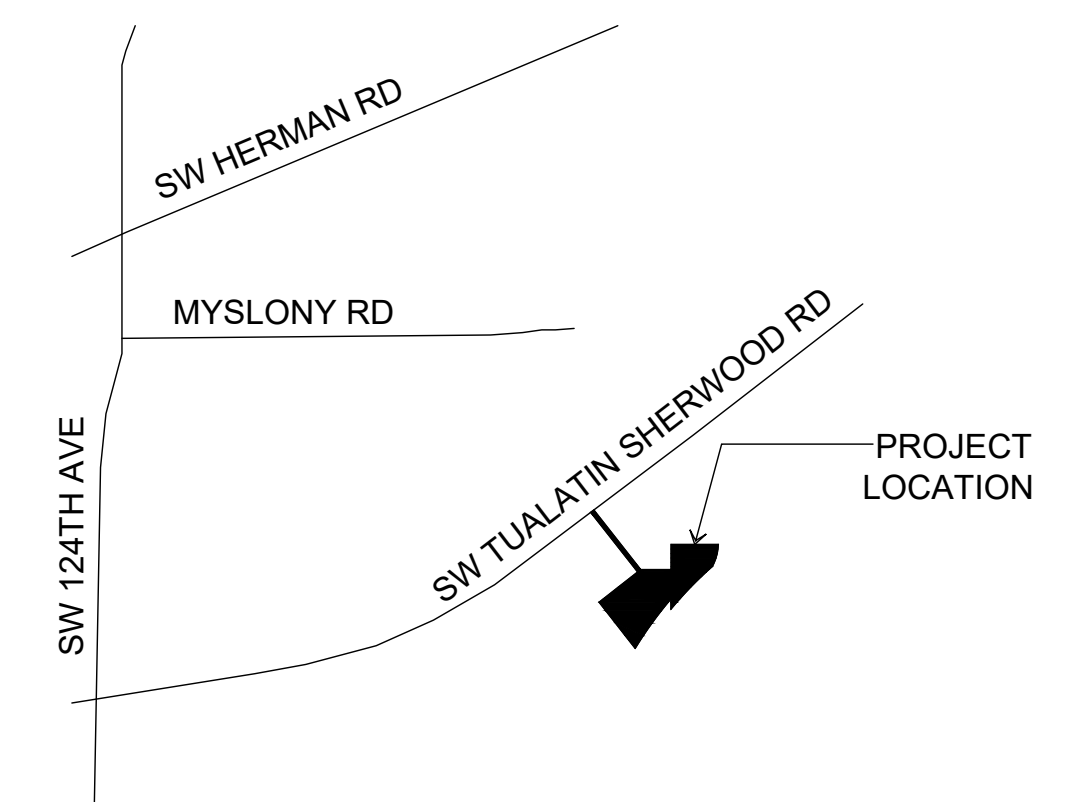 SW HERMAN RD
MYSLONY RD
SW TUALATIN SHERWOOD RD
PROJECT
LOCATION
SW 124TH AVE